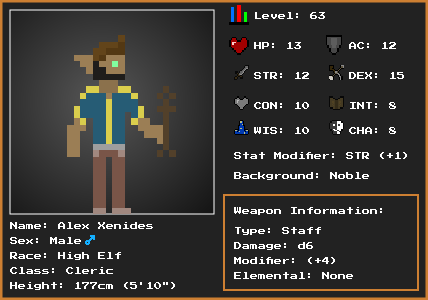 Level: 63
HP: 13 AC: 12
STR: 12 DEX: 15
CON: 10 INT: 8
WIS: 10 CHA: 8
Stat Modifier: STR (+1)
Background: Noble
Name: Alex Xenides
Sex: Male♂
Race: High Elf
Class: Cleric
Height: 177cm (5'10")
Weapon Information:
Type: Staff
Damage: d6
Modifier: (+4)
Elemental: None